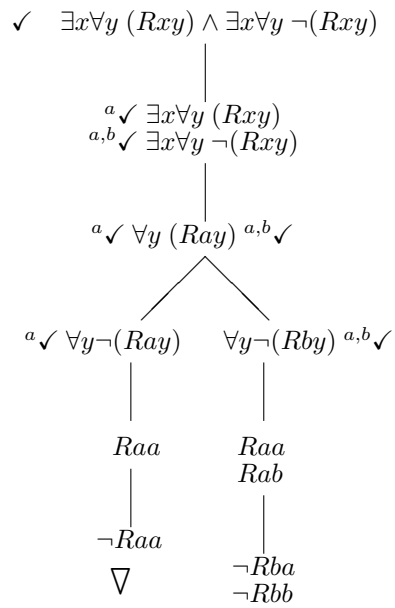 ✓ ∃x∀y (Rxy) ∧ ∃x∀y ¬(Rxy)
a✓ ∃x∀y (Rxy)
a,b✓ ∃x∀y ¬(Rxy)
a✓ ∀y (Ray) a,b✓
a✓ ∀y¬(Ray) ∀y¬(Rby) a,b✓
Raa Raa
Rab
¬Raa
¬Rba
▽ ¬Rbb